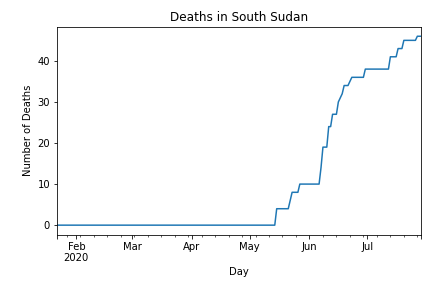 Deaths in South Sudan
Number of Deaths
40
30
20
10
0
Feb
2020
Mar
Apr
May
Jun
Jul
Day